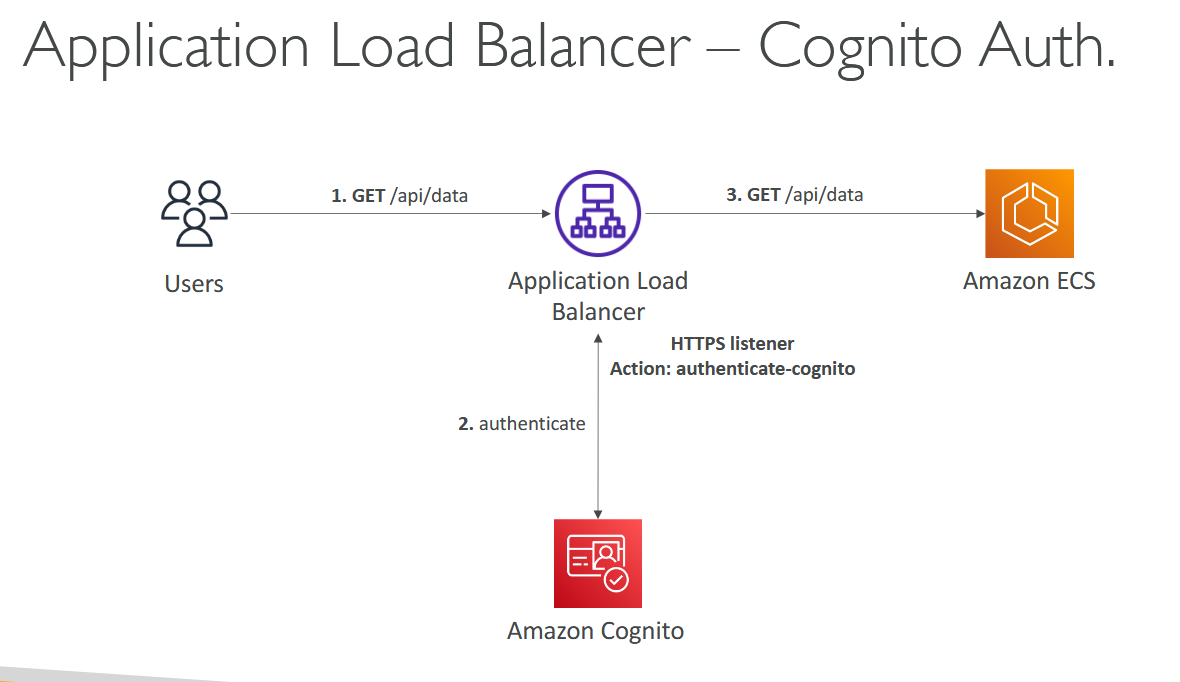 Application Load Balancer – Cognito Auth.
1. GET /api/data
3. GET /api/data
Users
Application Load
Balancer
Amazon ECS
HTTPS listener
Action: authenticate-cognito
2. authenticate
Amazon Cognito